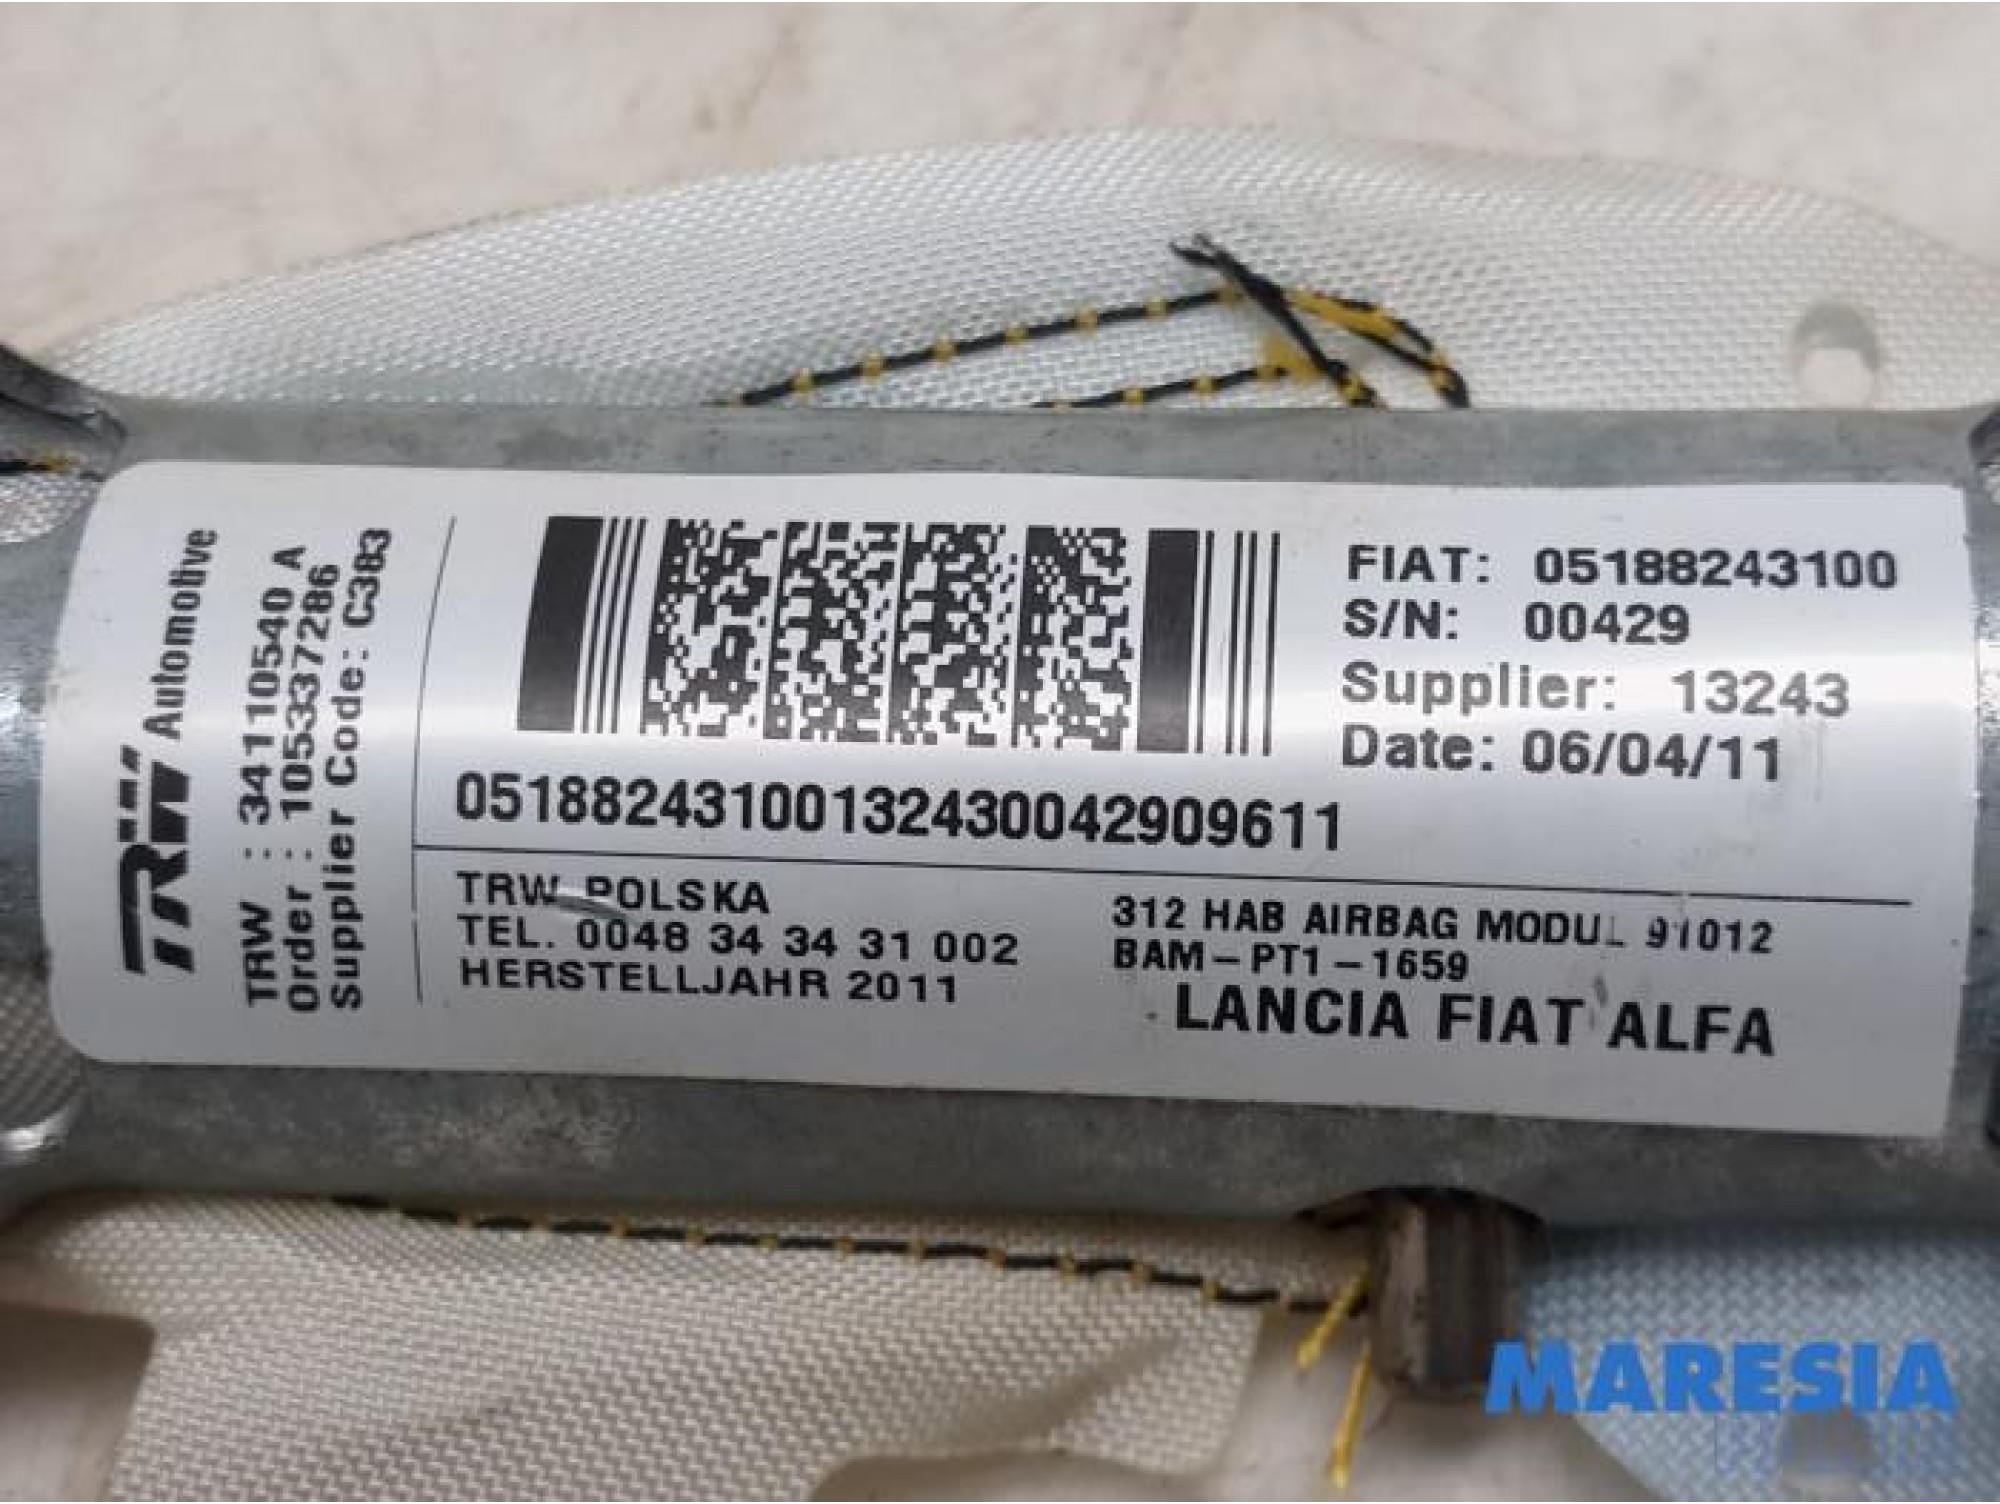 TRW Automotive
TRW : 34110540 A
Order : 105337286
Supplier Code: C383
FIAT: 05188243100
S/N: 00429
Supplier: 13243
Date: 06/04/11
05188243100132430042909611
TRW POLSKA
TEL. 0048 34 34 31 002
HERSTELLJAHR 2011
312 HAB AIRBAG MODUL 91012
BAM-PT1-1659
LANCIA FIAT ALFA
MARESIA